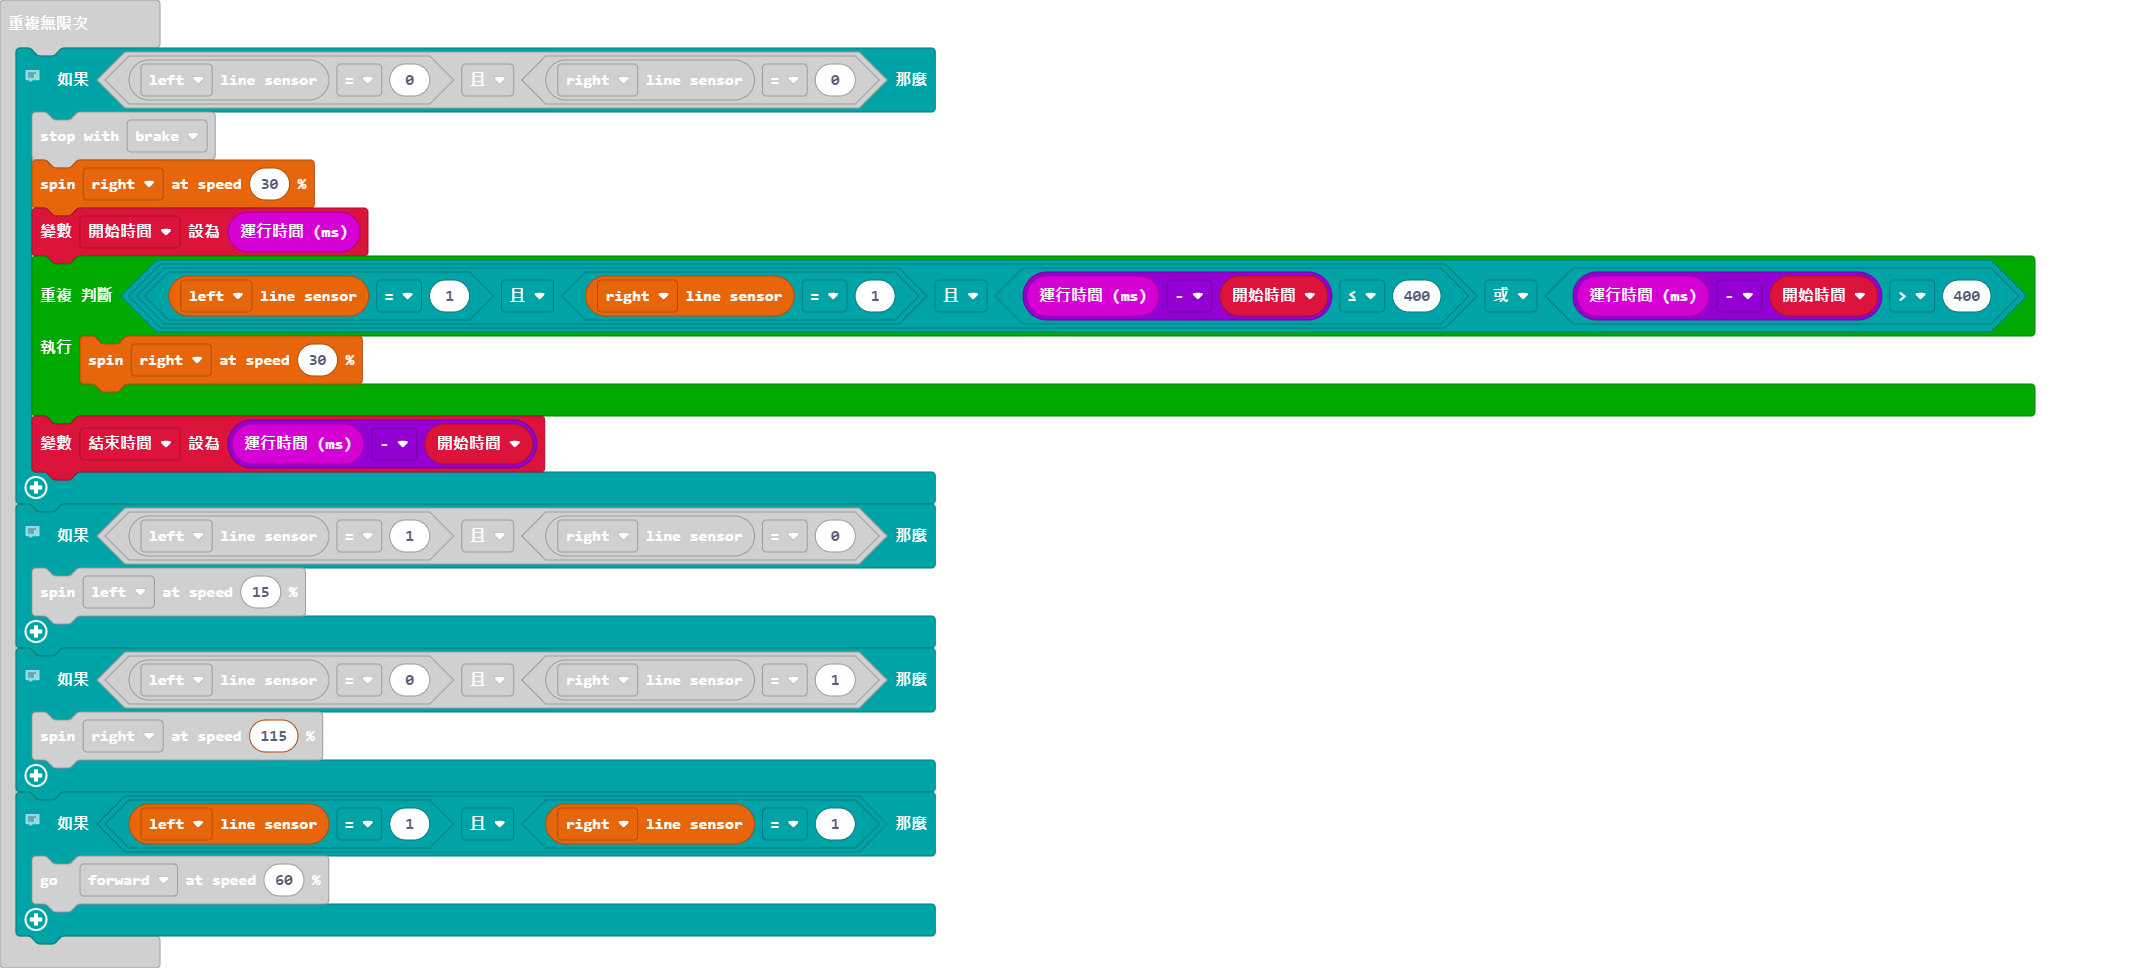 重複無限次
如果 left line sensor = 0 且 right line sensor = 0 那麼
stop with brake
spin right at speed 30 %
變數 開始時間 設為 運行時間 (ms)
重複 判斷 left line sensor = 1 且 right line sensor = 1 且 運行時間 (ms) - 開始時間 ≤ 400 或 運行時間 (ms) - 開始時間 > 400
執行 spin right at speed 30 %
變數 結束時間 設為 運行時間 (ms) - 開始時間
如果 left line sensor = 1 且 right line sensor = 0 那麼
spin left at speed 15 %
如果 left line sensor = 0 且 right line sensor = 1 那麼
spin right at speed 115 %
如果 left line sensor = 1 且 right line sensor = 1 那麼
go forward at speed 60 %